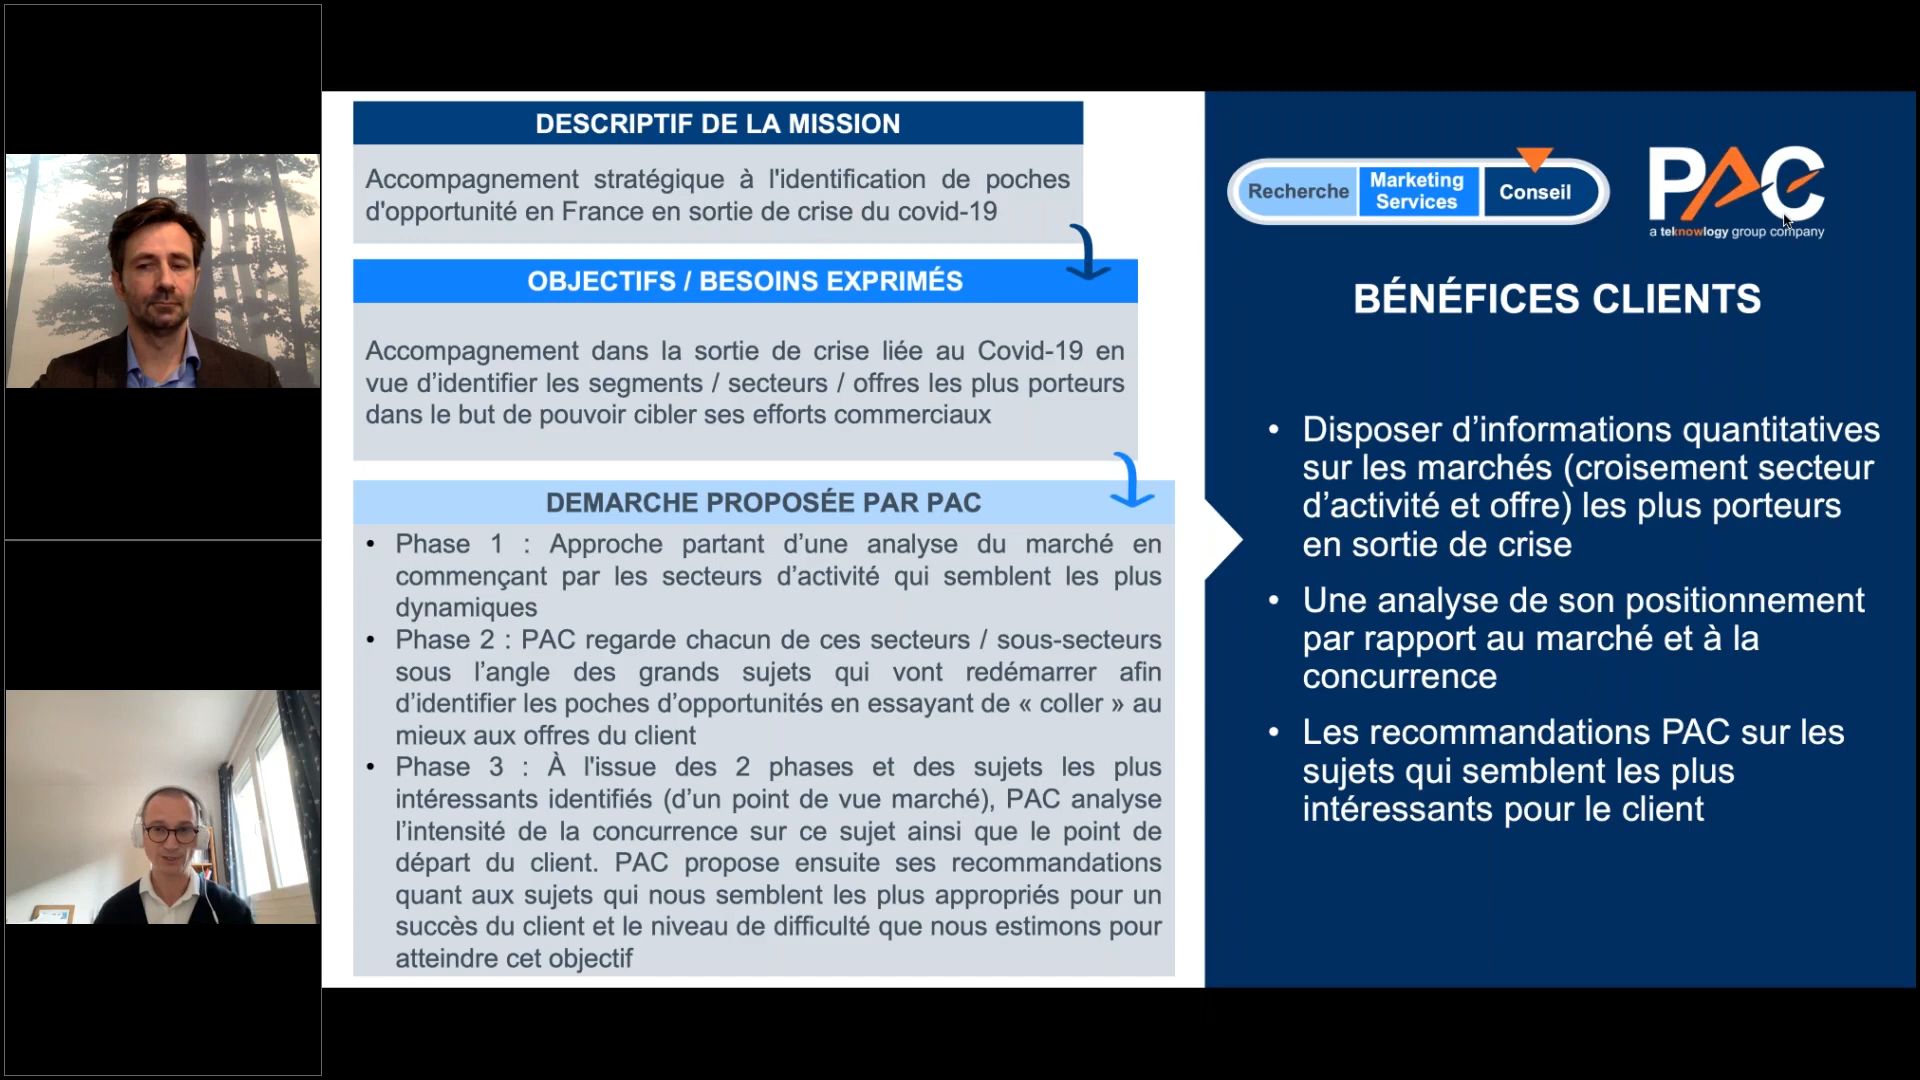 DESCRIPTIF DE LA MISSION
Accompagnement stratégique à l'identification de poches
d'opportunité en France en sortie de crise du covid-19
OBJECTIFS / BESOINS EXPRIMÉS
Accompagnement dans la sortie de crise liée au Covid-19 en
vue d’identifier les segments / secteurs / offres les plus porteurs
dans le but de pouvoir cibler ses efforts commerciaux
DEMARCHE PROPOSÉE PAR PAC
• Phase 1 : Approche partant d’une analyse du marché en
commençant par les secteurs d’activité qui semblent les plus
dynamiques
• Phase 2 : PAC regarde chacun de ces secteurs / sous-secteurs
sous l’angle des grands sujets qui vont redémarrer afin
d’identifier les poches d’opportunités en essayant de « coller » au
mieux aux offres du client
• Phase 3 : À l'issue des 2 phases et des sujets les plus
intéressants identifiés (d’un point de vue marché), PAC analyse
l’intensité de la concurrence sur ce sujet ainsi que le point de
départ du client. PAC propose ensuite ses recommandations
quant aux sujets qui nous semblent les plus appropriés pour un
succès du client et le niveau de difficulté que nous estimons pour
atteindre cet objectif
Recherche
Marketing
Services
Conseil
PAC
a teknowlogy group company
BÉNÉFICES CLIENTS
• Disposer d’informations quantitatives
sur les marchés (croisement secteur
d’activité et offre) les plus porteurs
en sortie de crise
• Une analyse de son positionnement
par rapport au marché et à la
concurrence
• Les recommandations PAC sur les
sujets qui semblent les plus
intéressants pour le client